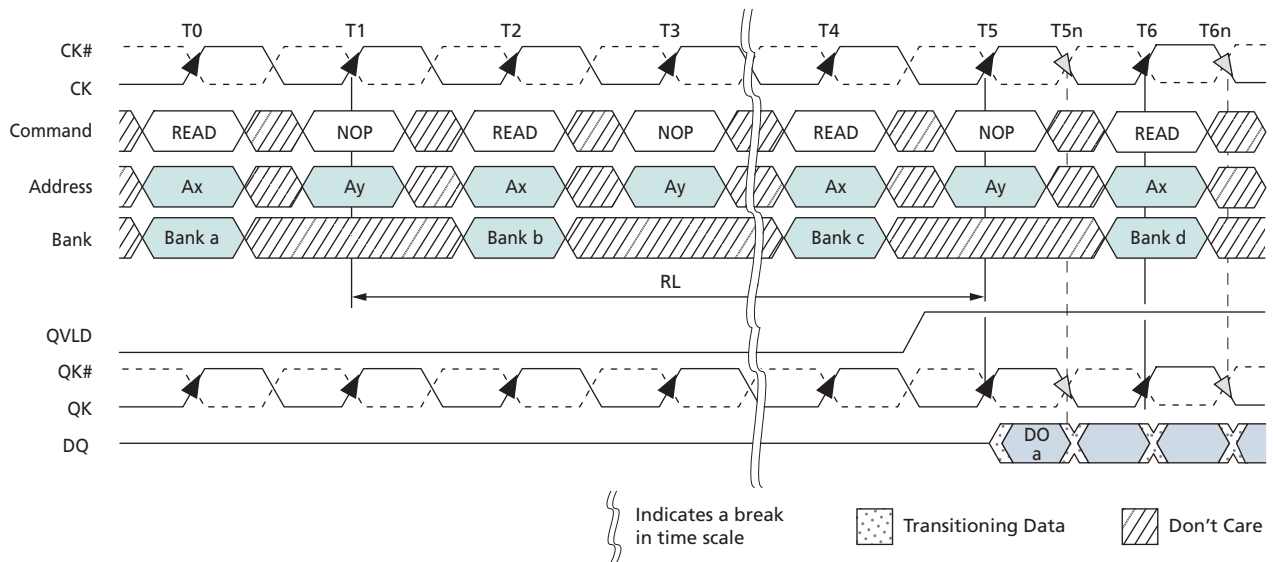 T0 T1 T2 T3 T4 T5 T5n T6 T6n
CK#
CK
Command READ NOP READ NOP READ NOP READ
Address Ax Ay Ax Ay Ax Ay Ax
Bank Bank a Bank b Bank c Bank d
RL
QVLD
QK#
QK
DQ DO
a
Indicates a break
in time scale
Transitioning Data
Don't Care